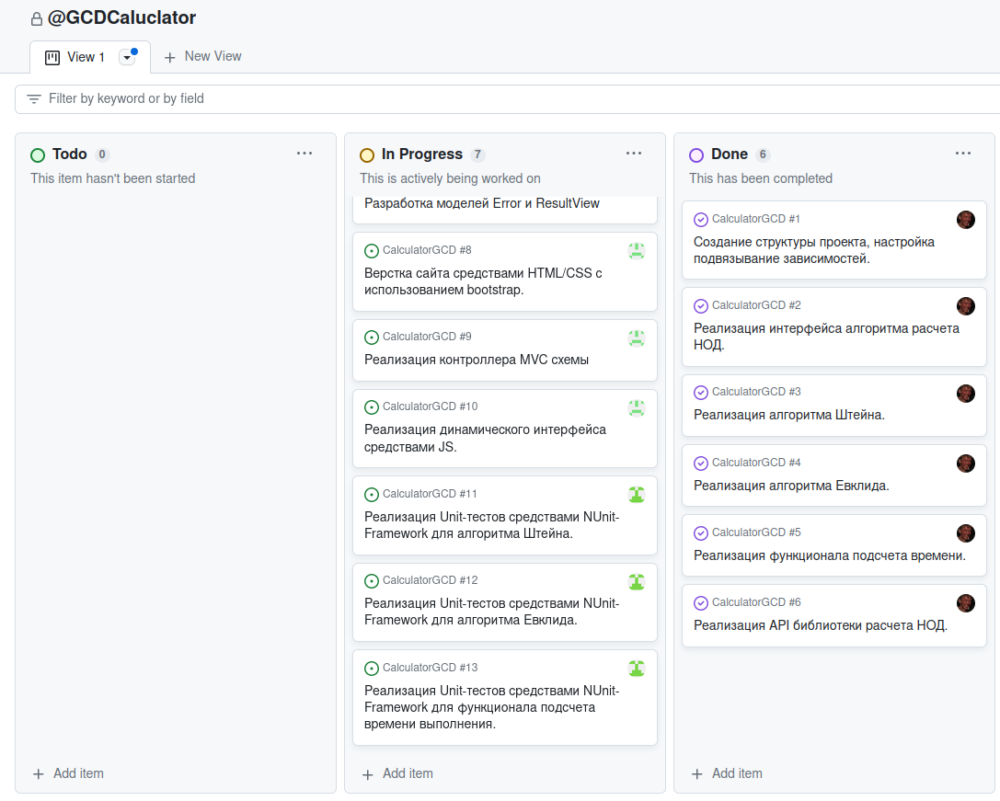 @GCDCaluclator
View 1
New View
Filter by keyword or by field
Todo 0
This item hasn't been started
Add item
In Progress 7
This is actively being worked on
Разработка моделей Error и ResultView
CalculatorGCD #8
Верстка сайта средствами HTML/CSS с
использованием bootstrap.
CalculatorGCD #9
Реализация контроллера MVC схемы
CalculatorGCD #10
Реализация динамического интерфейса
средствами JS.
CalculatorGCD #11
Реализация Unit-тестов средствами NUnit-
Framework для алгоритма Штейна.
CalculatorGCD #12
Реализация Unit-тестов средствами NUnit-
Framework для алгоритма Евклида.
CalculatorGCD #13
Реализация Unit-тестов средствами NUnit-
Framework для функционала подсчета
времени выполнения.
Add item
Done 6
This has been completed
CalculatorGCD #1
Создание структуры проекта, настройка
подвязывание зависимостей.
CalculatorGCD #2
Реализация интерфейса алгоритма расчета
НОД.
CalculatorGCD #3
Реализация алгоритма Штейна.
CalculatorGCD #4
Реализация алгоритма Евклида.
CalculatorGCD #5
Реализация функционала подсчета времени.
CalculatorGCD #6
Реализация API библиотеки расчета НОД.
Add item